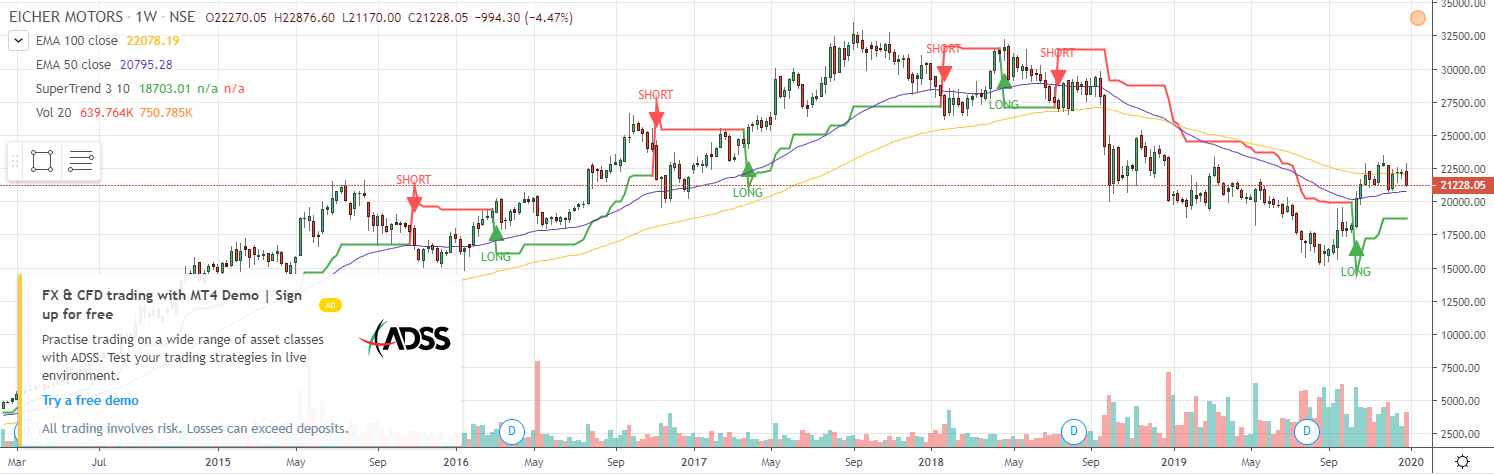 EICHER MOTORS · 1W · NSE O22270.05 H22876.60 L21170.00 C21228.05 −994.30 (−4.47%)
EMA 100 close 22078.19
EMA 50 close 20795.28
SuperTrend 3 10 18703.01 n/a n/a
Vol 20 639.764K 750.785K
SHORT
LONG
SHORT
LONG
SHORT
LONG
SHORT
LONG
FX & CFD trading with MT4 Demo | Sign
up for free
AD
Practise trading on a wide range of asset classes
with ADSS. Test your trading strategies in live
environment.
Try a free demo
All trading involves risk. Losses can exceed deposits.
ADSS
D
D
D
35000.00
32500.00
30000.00
27500.00
25000.00
22500.00
21228.05
20000.00
17500.00
15000.00
12500.00
10000.00
7500.00
5000.00
2500.00
Mar Jul 2015 May Sep 2016 May Sep 2017 May Sep 2018 May Sep 2019 May Sep 2020